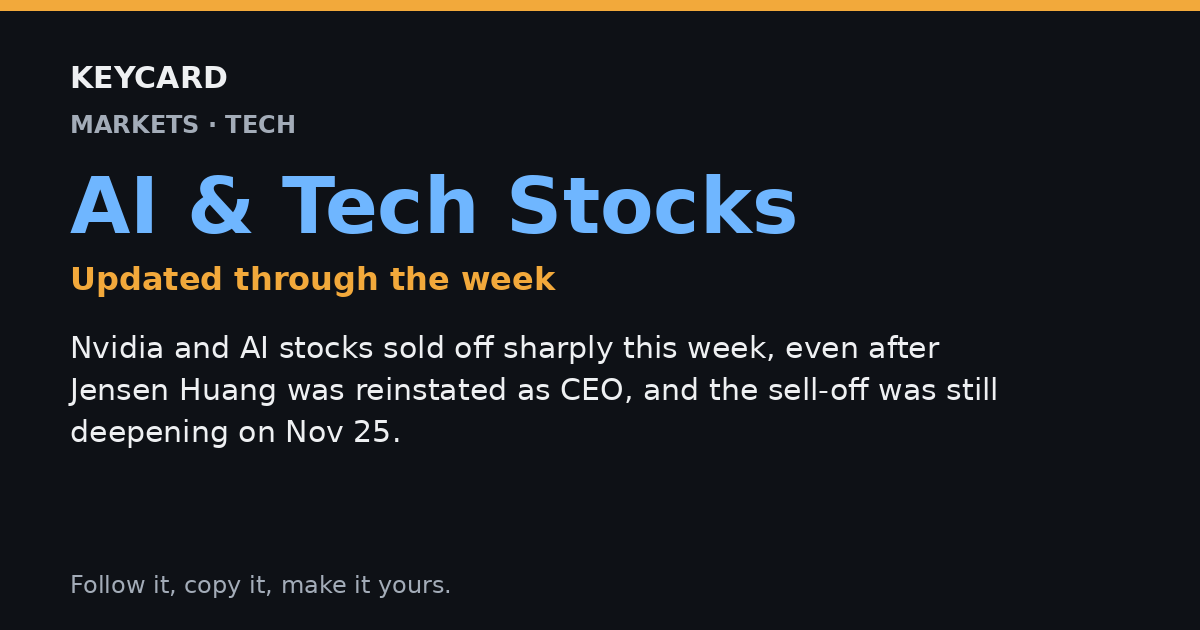 KEYCARD
MARKETS · TECH
AI & Tech Stocks
Updated through the week
Nvidia and AI stocks sold off sharply this week, even after
Jensen Huang was reinstated as CEO, and the sell-off was still
deepening on Nov 25.
Follow it, copy it, make it yours.